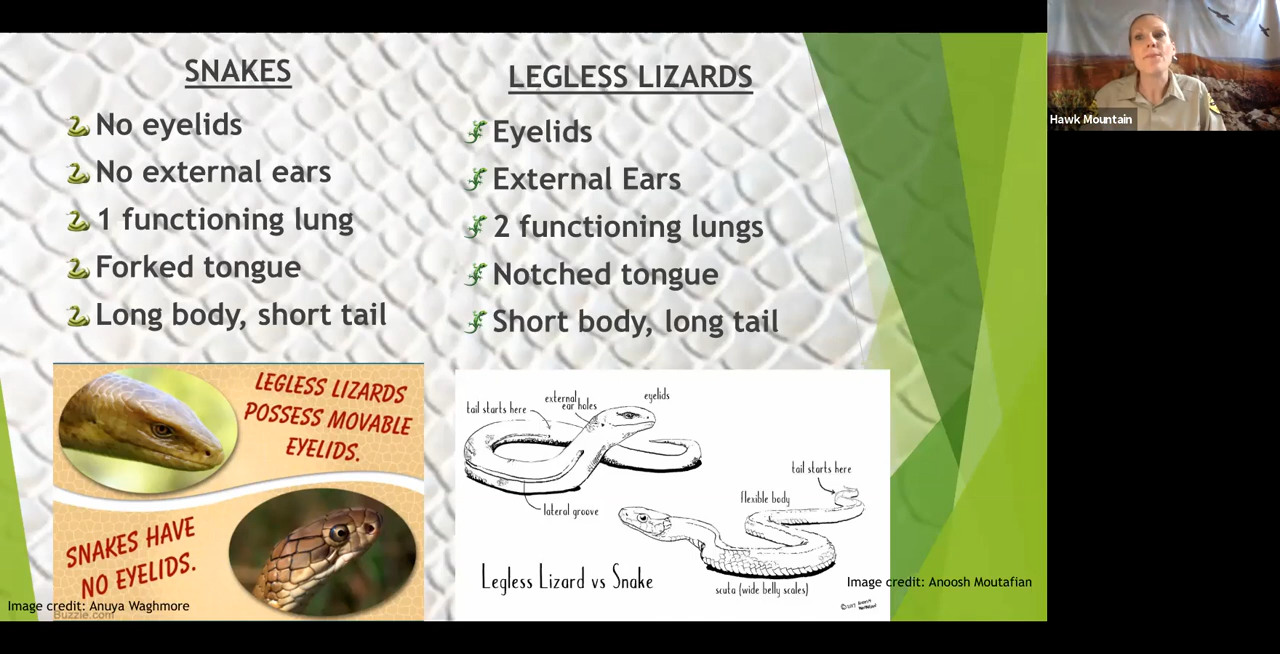 SNAKES
No eyelids
No external ears
1 functioning lung
Forked tongue
Long body, short tail
LEGLESS LIZARDS
Eyelids
External Ears
2 functioning lungs
Notched tongue
Short body, long tail
LEGLESS LIZARDS
POSSESS MOVABLE
EYELIDS.
SNAKES HAVE
NO EYELIDS.
Image credit: Anuya Waghmore
Buzzle.com
tail starts here
external
ear holes
eyelids
lateral groove
tail starts here
flexible body
scuta (wide belly scales)
Legless Lizard vs Snake
Image credit: Anoosh Moutafian
Hawk Mountain